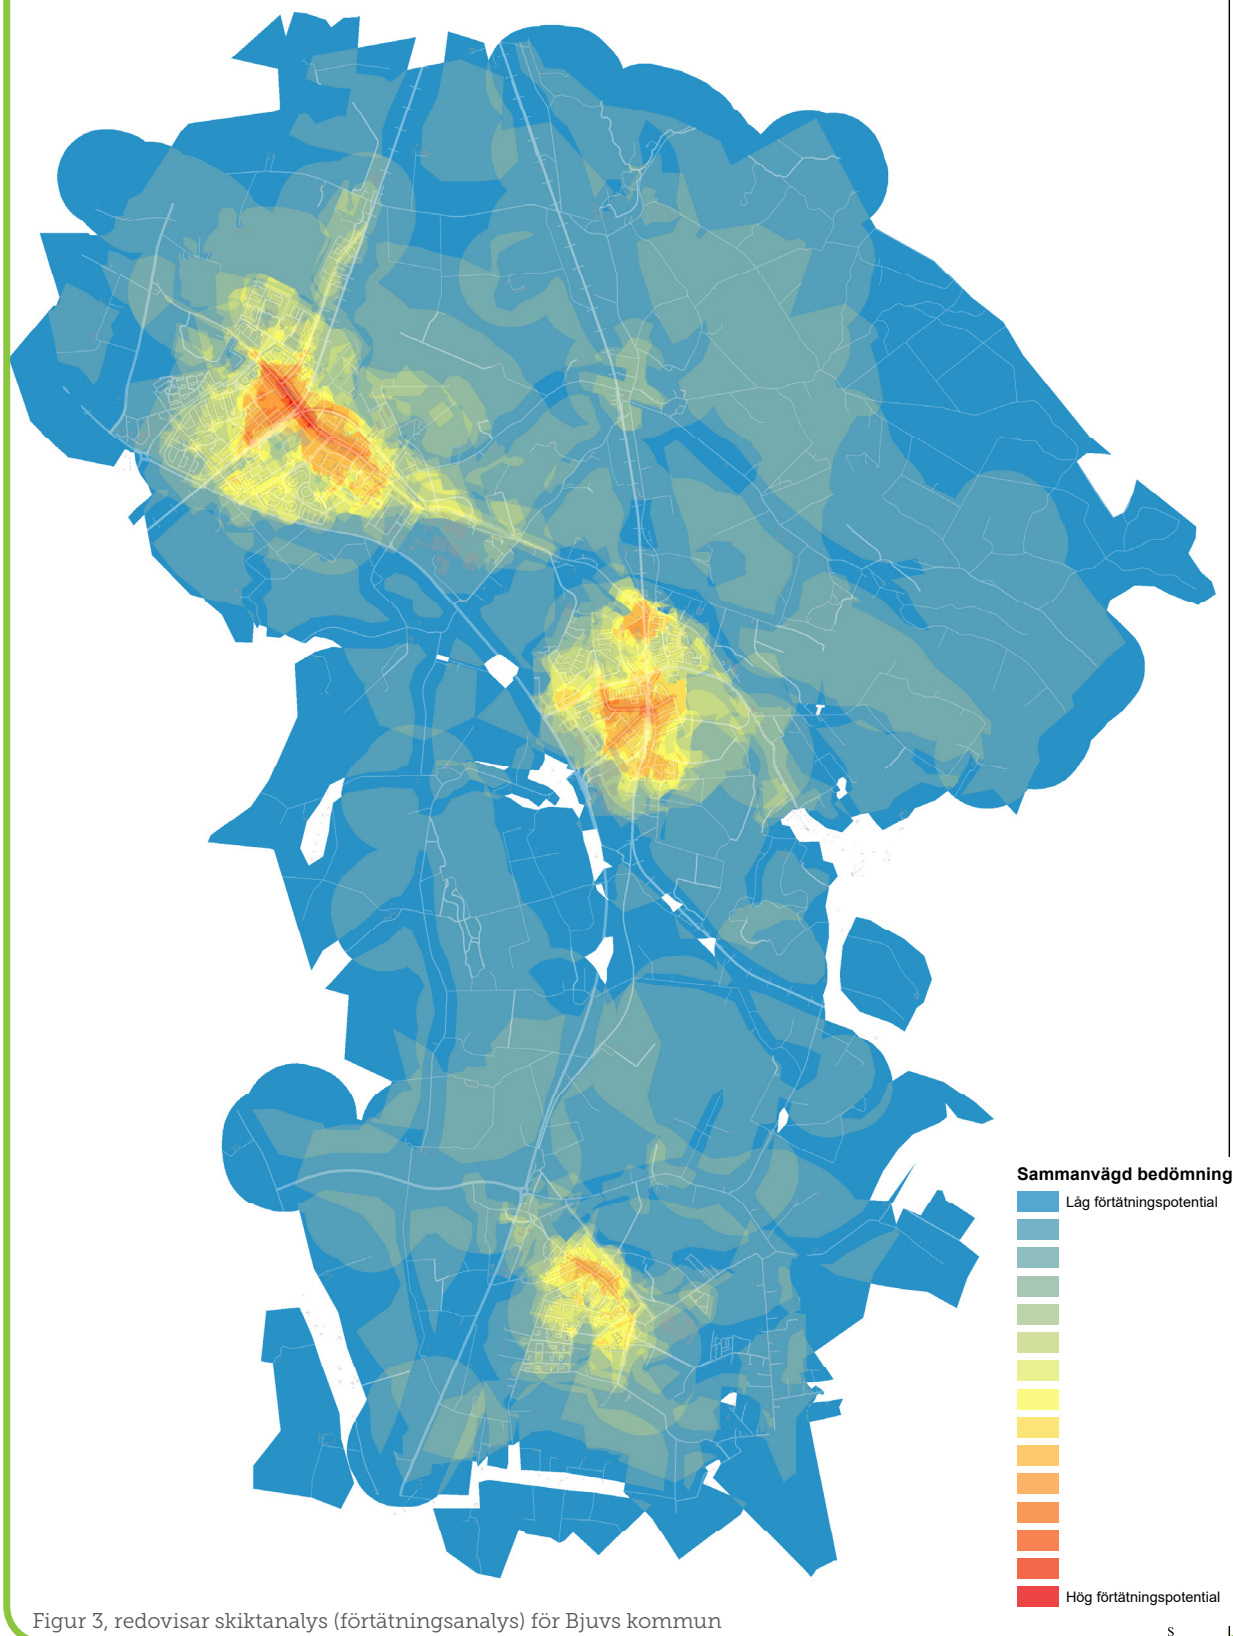 Sammanvägd bedömning
Låg förtätningspotential
Hög förtätningspotential
Figur 3, redovisar skiktanalys (förtätningsanalys) för Bjuvs kommun
s